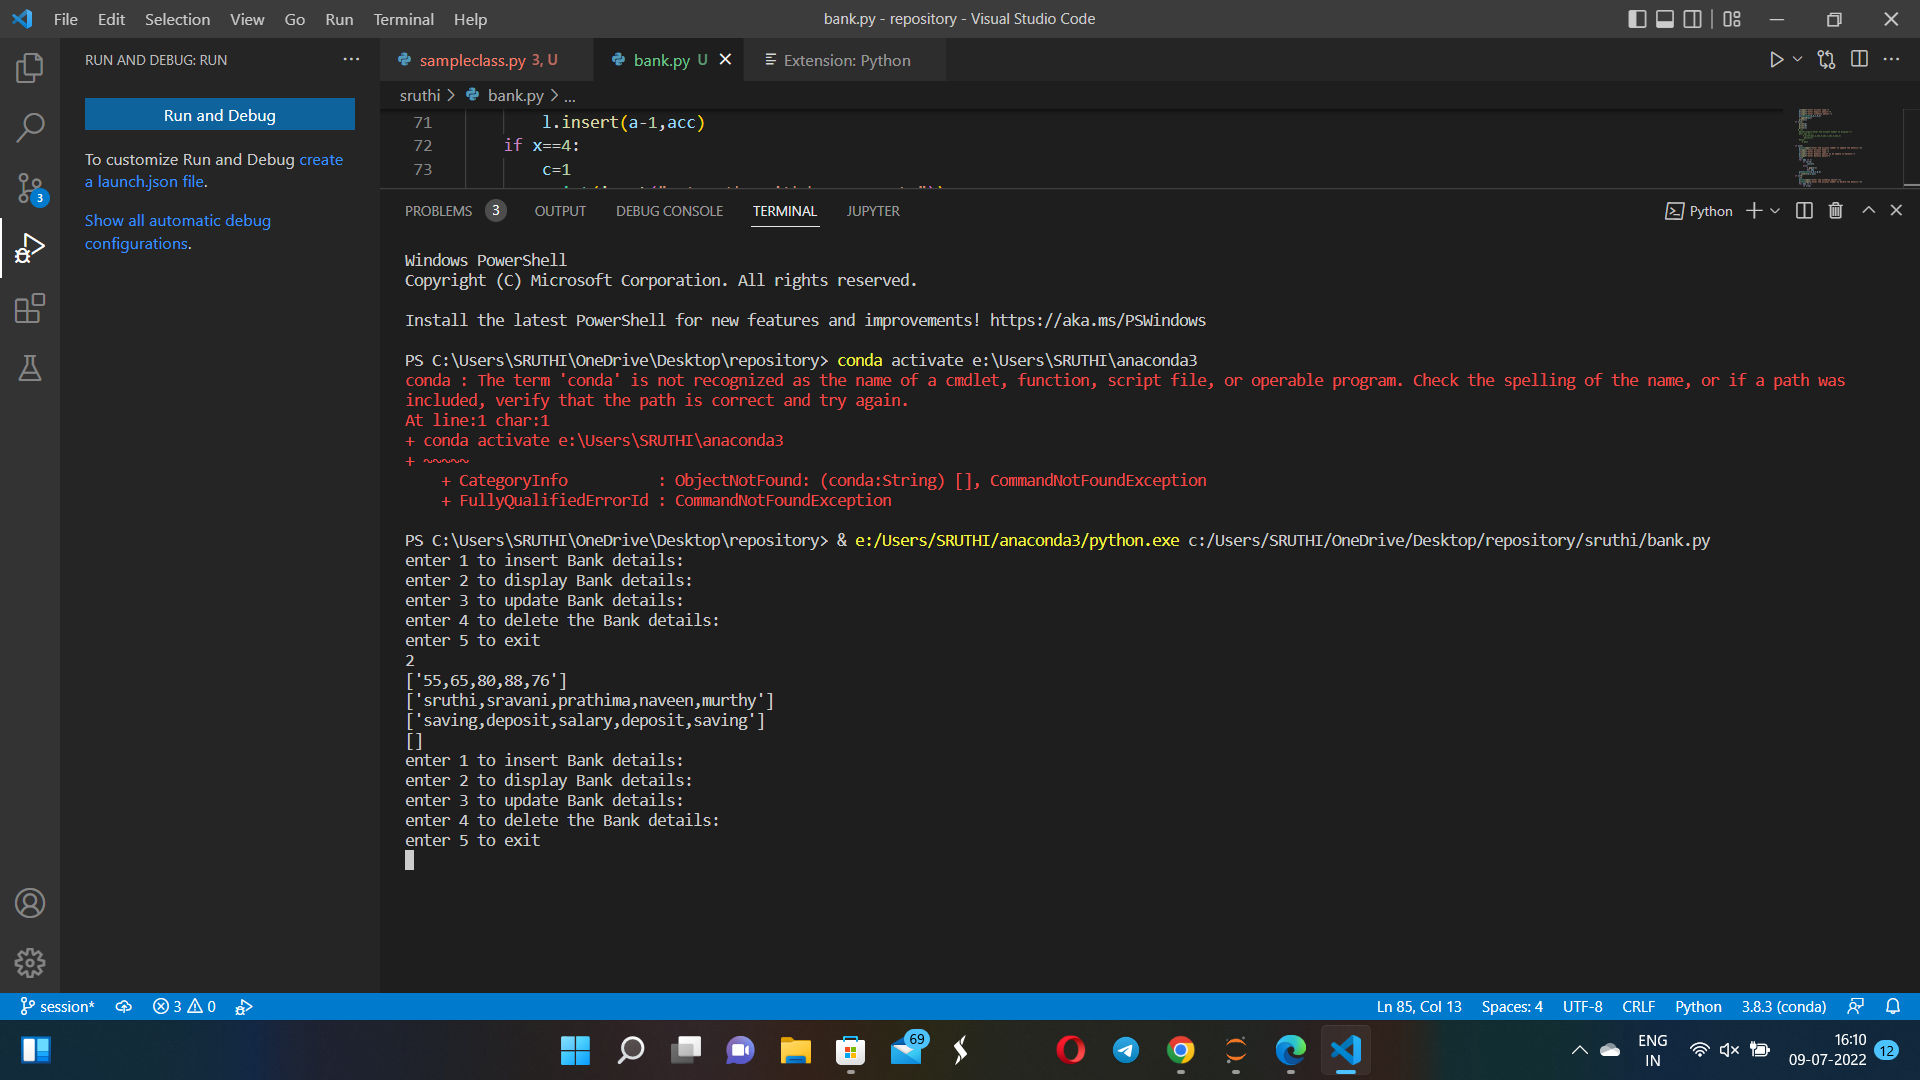 File Edit Selection View Go Run Terminal Help
bank.py - repository - Visual Studio Code
RUN AND DEBUG: RUN
sampleclass.py 3, U
bank.py U
Extension: Python
Run and Debug
To customize Run and Debug create
a launch.json file.
Show all automatic debug
configurations.
sruthi > bank.py > ...
71 l.insert(a-1,acc)
72 if x==4:
73 c=1
PROBLEMS 3 OUTPUT DEBUG CONSOLE TERMINAL JUPYTER
Python
Windows PowerShell
Copyright (C) Microsoft Corporation. All rights reserved.
Install the latest PowerShell for new features and improvements! https://aka.ms/PSWindows
PS C:\Users\SRUTHI\OneDrive\Desktop\repository> conda activate e:\Users\SRUTHI\anaconda3
conda : The term 'conda' is not recognized as the name of a cmdlet, function, script file, or operable program. Check the spelling of the name, or if a path was
included, verify that the path is correct and try again.
At line:1 char:1
+ conda activate e:\Users\SRUTHI\anaconda3
+ ~~~~~
+ CategoryInfo : ObjectNotFound: (conda:String) [], CommandNotFoundException
+ FullyQualifiedErrorId : CommandNotFoundException
PS C:\Users\SRUTHI\OneDrive\Desktop\repository> & e:/Users/SRUTHI/anaconda3/python.exe c:/Users/SRUTHI/OneDrive/Desktop/repository/sruthi/bank.py
enter 1 to insert Bank details:
enter 2 to display Bank details:
enter 3 to update Bank details:
enter 4 to delete the Bank details:
enter 5 to exit
2
['55,65,80,88,76']
['sruthi,sravani,prathima,naveen,murthy']
['saving,deposit,salary,deposit,saving']
[]
enter 1 to insert Bank details:
enter 2 to display Bank details:
enter 3 to update Bank details:
enter 4 to delete the Bank details:
enter 5 to exit
3
session* 3 0
Ln 85, Col 13 Spaces: 4 UTF-8 CRLF Python 3.8.3 (conda)
69
ENG
IN
16:10
09-07-2022
12